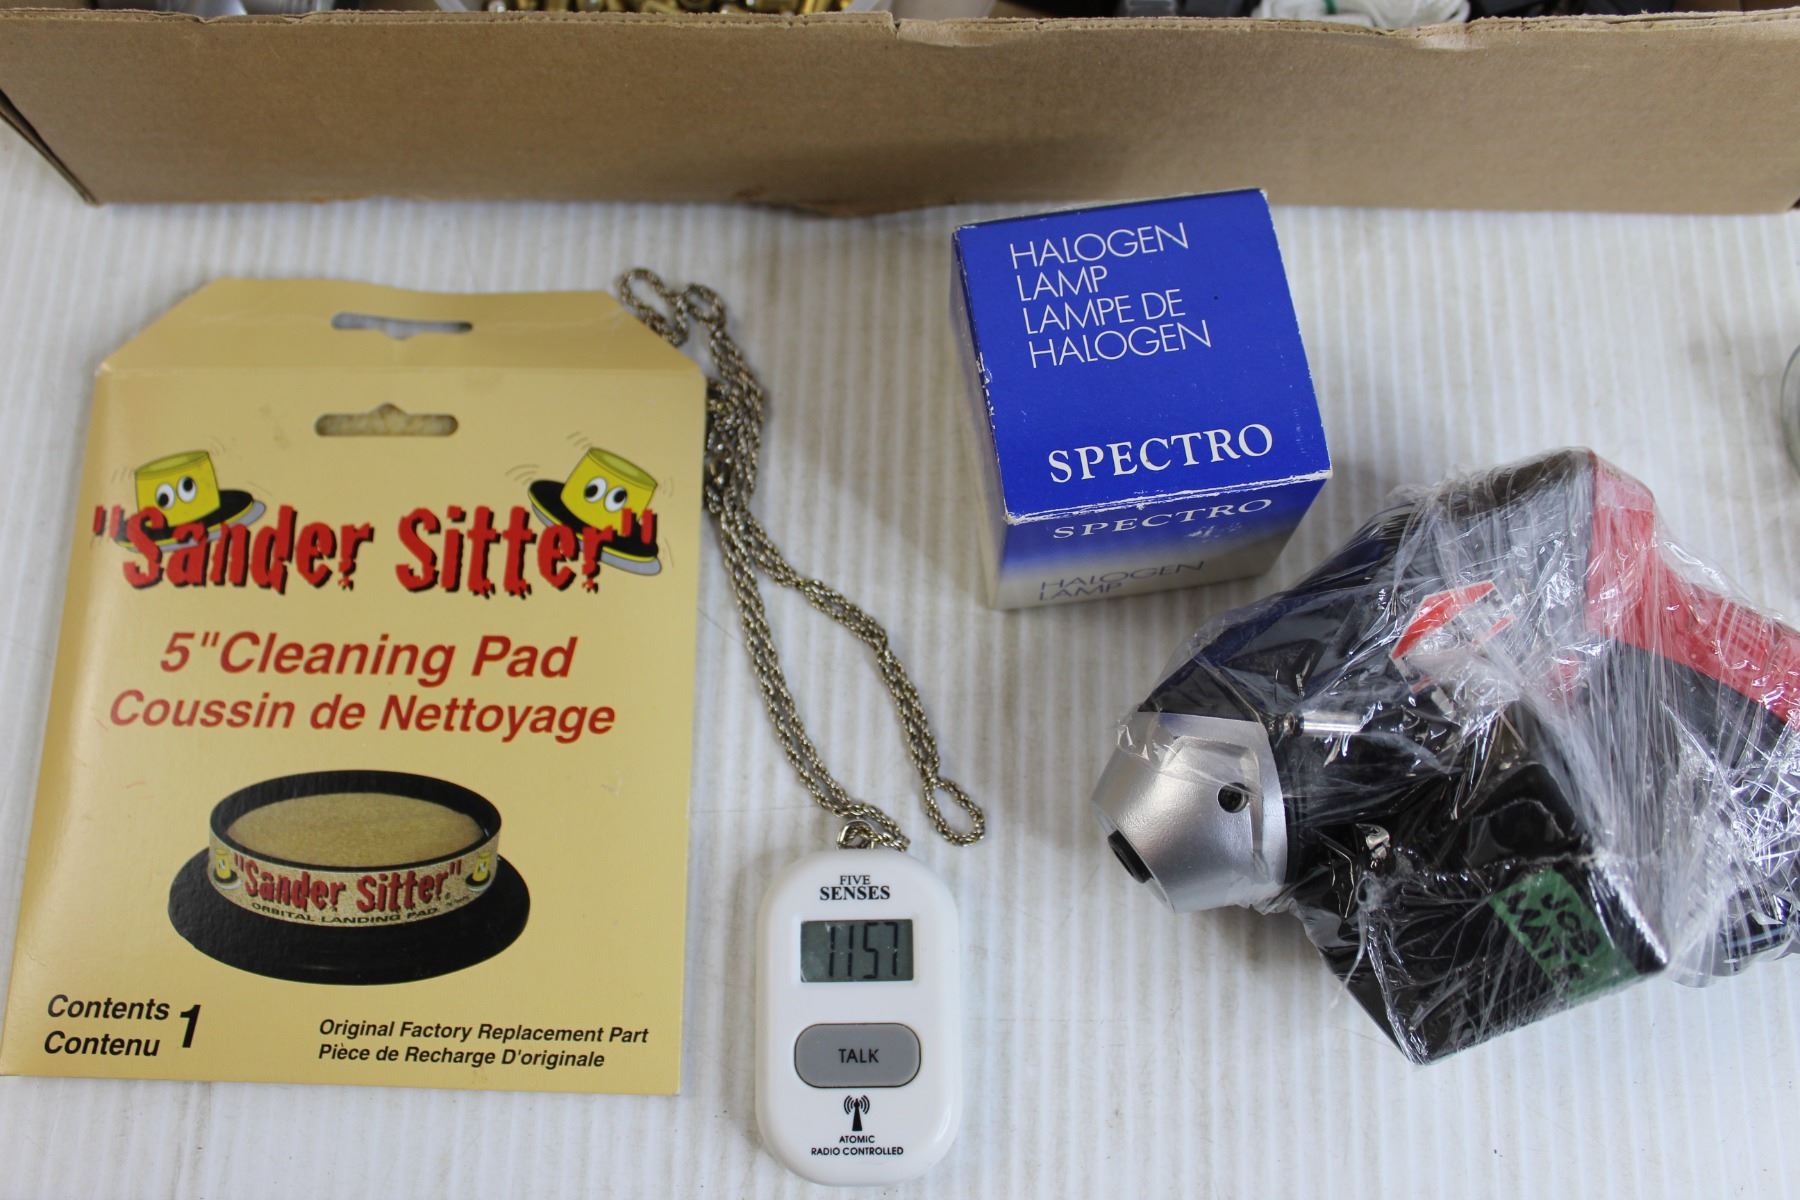 "Sander Sitter"
5" Cleaning Pad
Coussin de Nettoyage
"Sander Sitter"
ORBITAL LANDING PAD
Contents
Contenu
1
Original Factory Replacement Part
Pièce de Recharge D'originale
FIVE
SENSES
1157
TALK
ATOMIC
RADIO CONTROLLED
HALOGEN
LAMP
LAMPE DE
HALOGEN
SPECTRO
SPECTRO
HALOGEN
LAMP
JOB
MATE